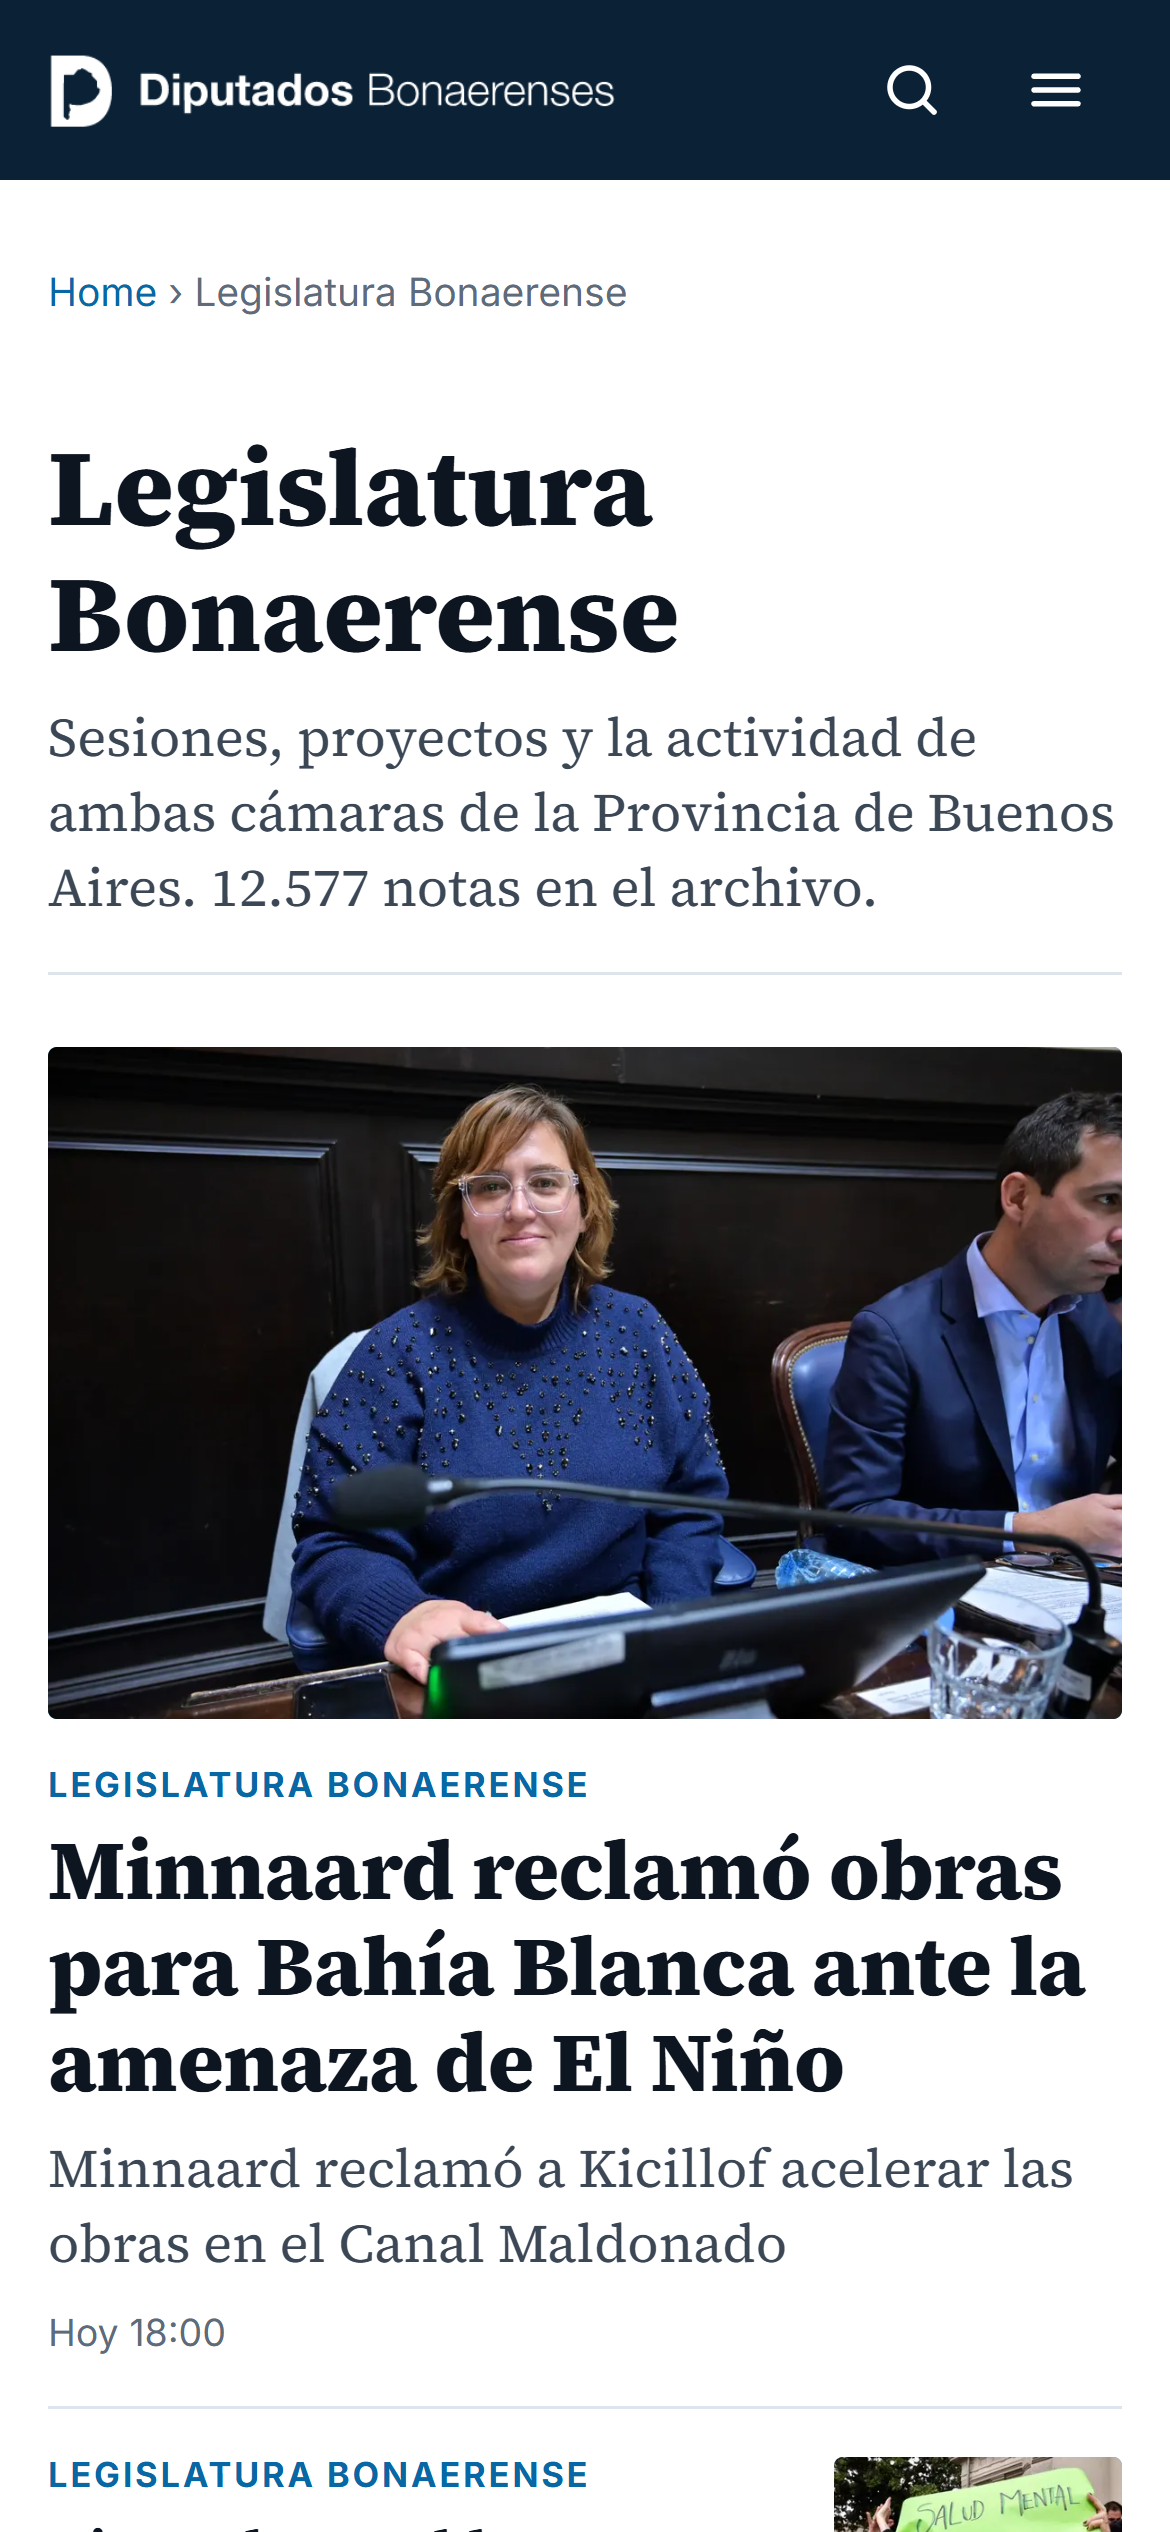 Diputados Bonaerenses
Home › Legislatura Bonaerense
Legislatura
Bonaerense
Sesiones, proyectos y la actividad de
ambas cámaras de la Provincia de Buenos
Aires. 12.577 notas en el archivo.
LEGISLATURA BONAERENSE
Minnaard reclamó obras
para Bahía Blanca ante la
amenaza de El Niño
Minnaard reclamó a Kicillof acelerar las
obras en el Canal Maldonado
Hoy 18:00
LEGISLATURA BONAERENSE
SALUD MENTAL